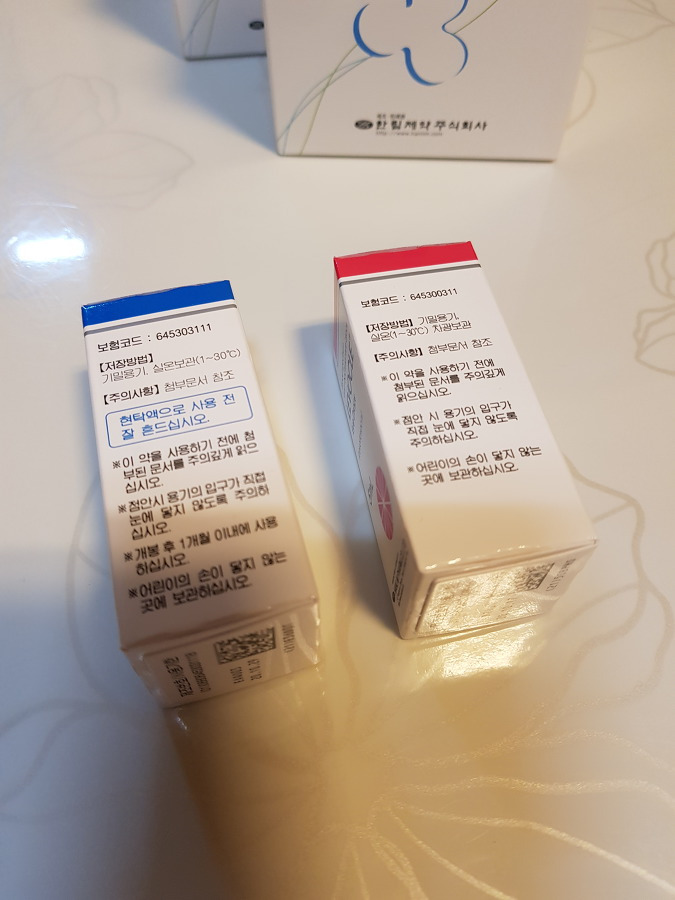 한림제약주식회사
보험코드 : 645303111
【저장방법】
기밀용기, 실온보관(1~30℃)
【주의사항】 첨부문서 참조
현탁액으로 사용 전
잘 흔드십시오.
※이 약을 사용하기 전에 첨
부된 문서를 주의깊게 읽으
십시오.
※점안시 용기의 입구가 직접
눈에 닿지 않도록 주의하
십시오.
※개봉 후 1개월 이내에 사용
하십시오.
※어린이의 손이 닿지 않는
곳에 보관하십시오.
보험코드 : 645300311
【저장방법】 기밀용기,
실온(1~30℃) 차광보관
【주의사항】 첨부문서 참조
※이 약을 사용하기 전에
첨부된 문서를 주의깊게
읽으십시오.
※점안 시 용기의 입구가
직접 눈에 닿지 않도록
주의하십시오.
※어린이의 손이 닿지 않는
곳에 보관하십시오.